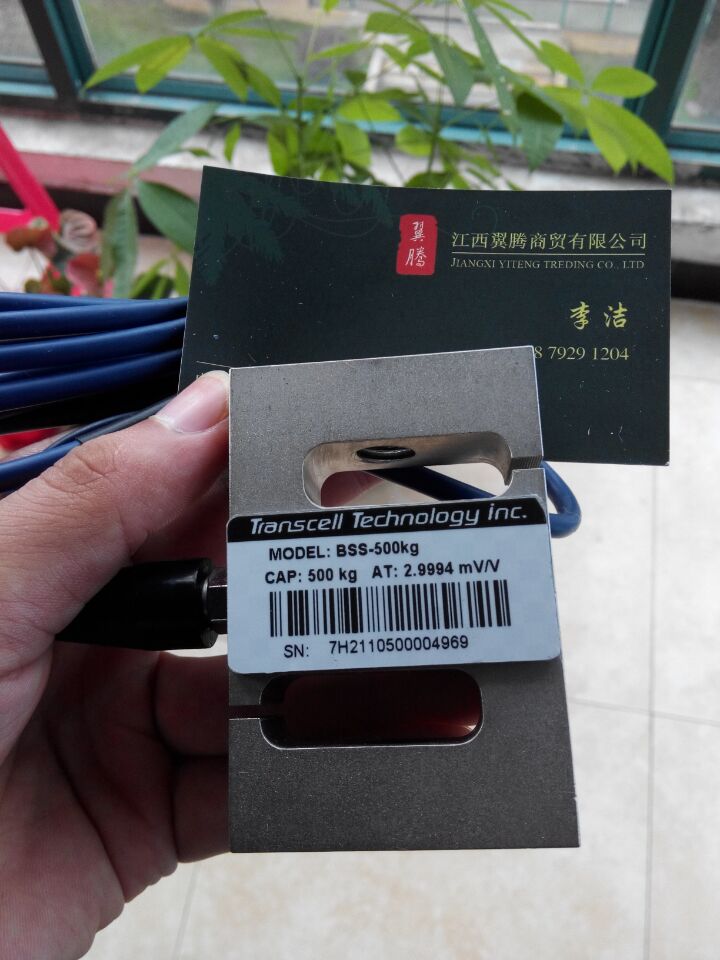 翼腾
江西翼腾商贸有限公司
JIANGXI YITENG TREDING CO., LTD
李洁
8 7929 1204
Transcell Technology inc.
MODEL: BSS-500kg
CAP: 500 kg AT: 2.9994 mV/V
SN: 7H2110500004969